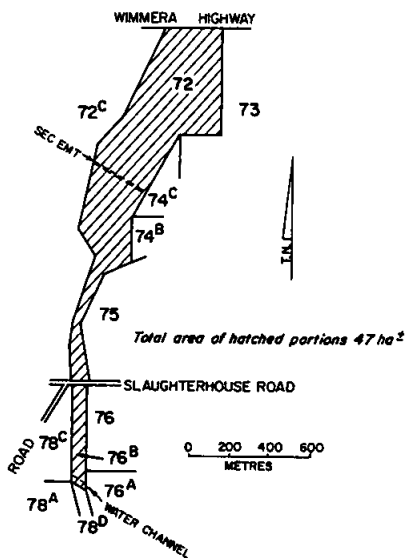 WIMMERA HIGHWAY
72
72C
73
SEC EMT
74C
74B
T.N.
75
Total area of hatched portions 47 ha±
SLAUGHTERHOUSE ROAD
76
ROAD
78C
76B
0 200 400 600
METRES
76A
78A
78D
WATER CHANNEL